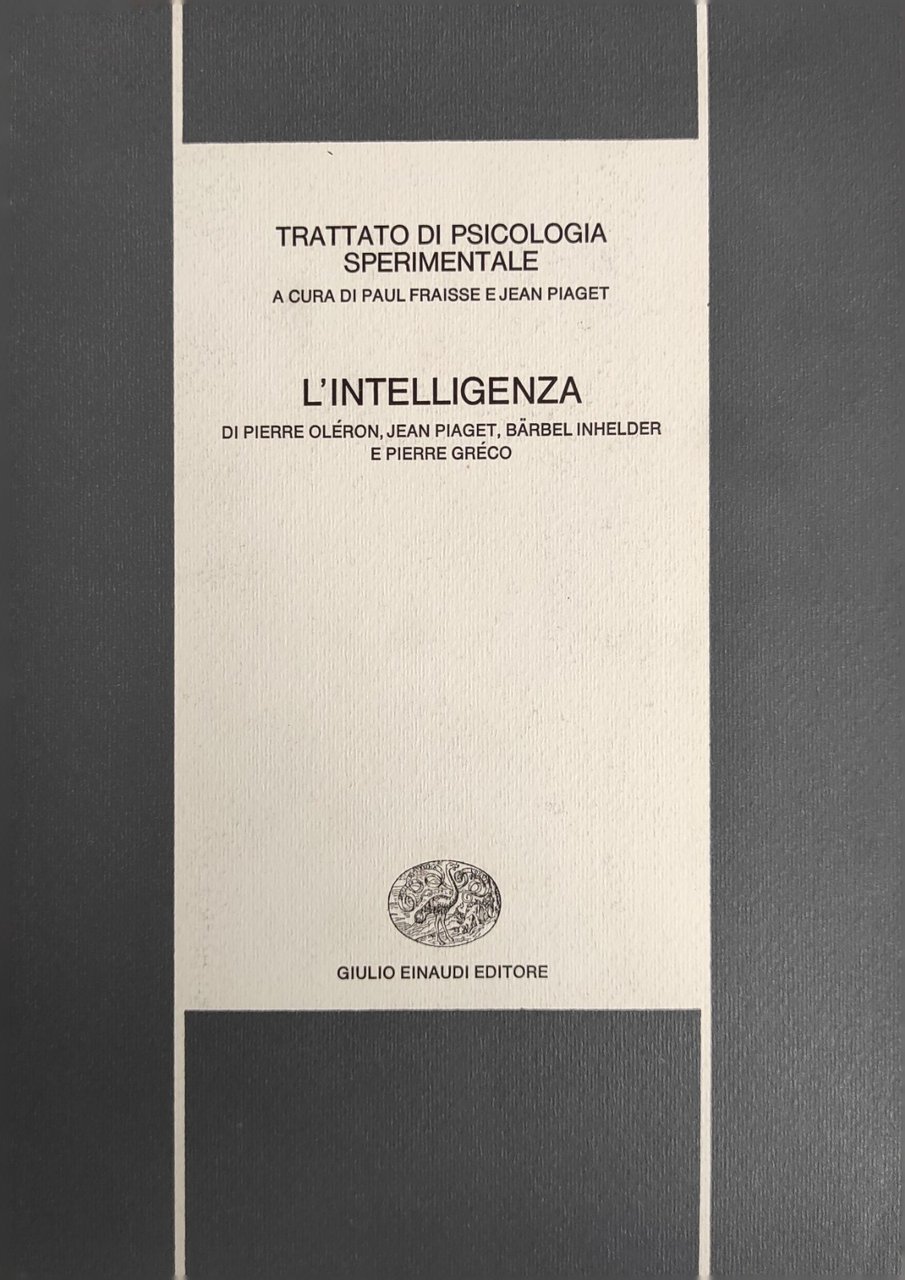 TRATTATO DI PSICOLOGIA
SPERIMENTALE
A CURA DI PAUL FRAISSE E JEAN PIAGET
L'INTELLIGENZA
DI PIERRE OLÉRON, JEAN PIAGET, BÄRBEL INHELDER
E PIERRE GRÉCO
GIULIO EINAUDI EDITORE